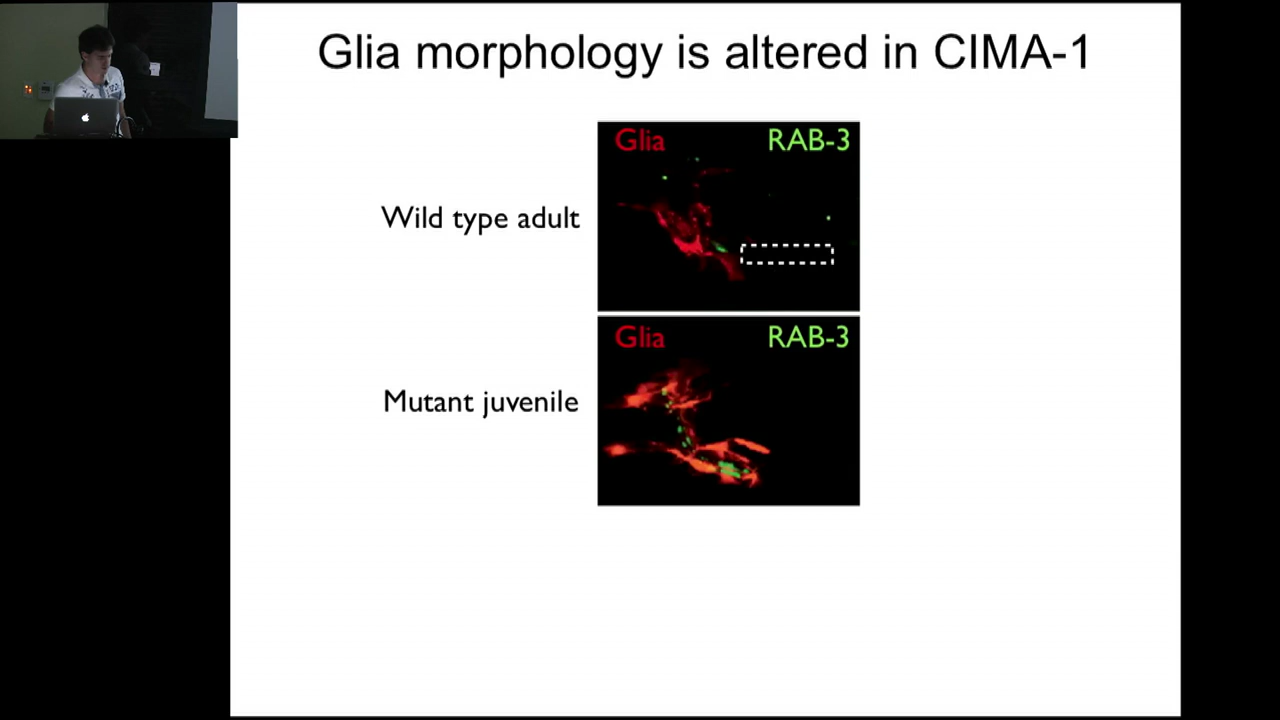 Glia morphology is altered in CIMA-1
Glia RAB-3
Wild type adult
Glia RAB-3
Mutant juvenile